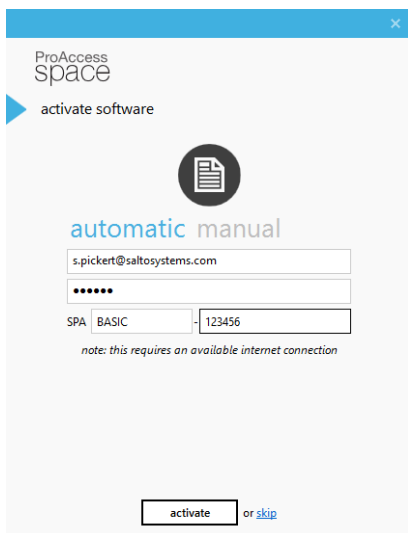 ProAccess
space
activate software
automatic manual
s.pickert@saltosystems.com
••••••
SPA BASIC - 123456
note: this requires an available internet connection
activate or skip